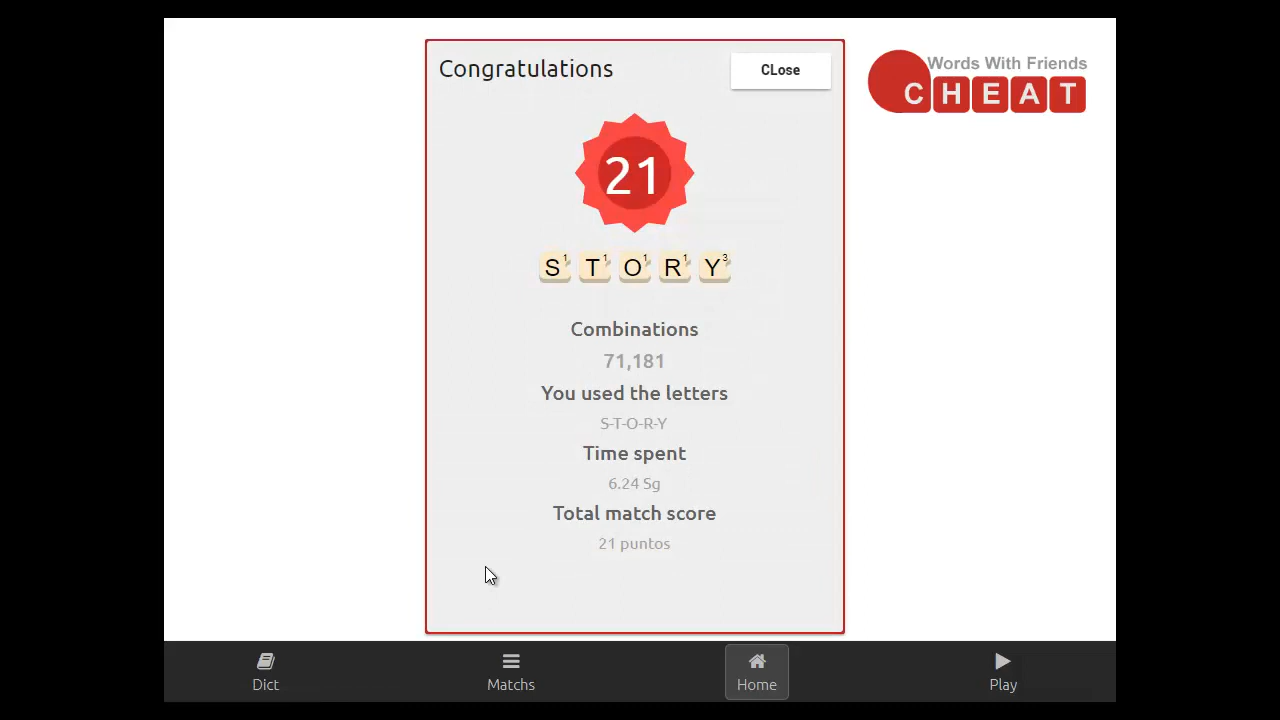 Congratulations
CLose
Words With Friends
CHEAT
21
S1 T1 O1 R1 Y3
Combinations
71,181
You used the letters
S-T-O-R-Y
Time spent
6.24 Sg
Total match score
21 puntos
Dict
Matchs
Home
Play